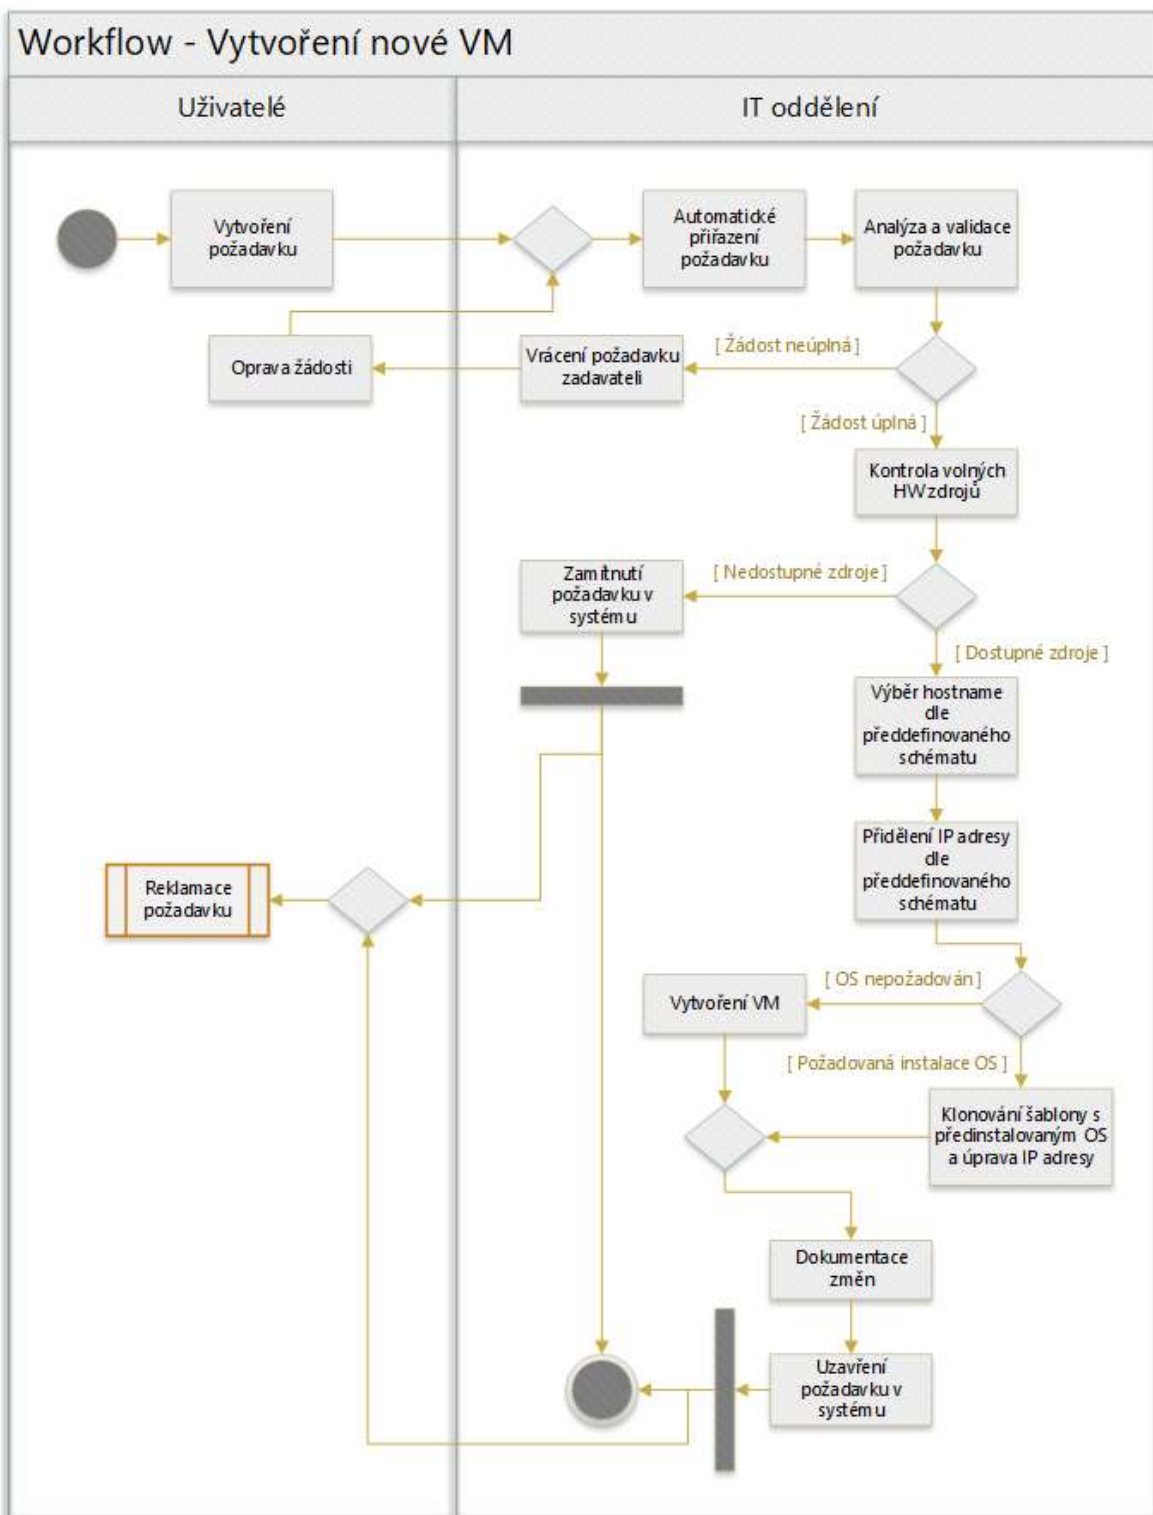 Workflow - Vytvoření nové VM
Uživatelé
IT oddělení
Vytvoření
požadavku
Automatické
přiřazení
požadavku
Analýza a validace
požadavku
Oprava žádosti
Vrácení požadavku
zadavateli
[ Žádost neúplná ]
[ Žádost úplná ]
Kontrola volných
HW zdrojů
Zamítnutí
požadavku v
systému
[ Nedostupné zdroje ]
[ Dostupné zdroje ]
Výběr hostname
dle
předdefinovaného
schématu
Přidělení IP adresy
dle
předdefinovaného
schématu
Reklamace
požadavku
[ OS nepožadován ]
Vytvoření VM
[ Požadovaná instalace OS ]
Klonování šablony s
předinstalovaným OS
a úprava IP adresy
Dokumentace
změn
Uzavření
požadavku v
systému